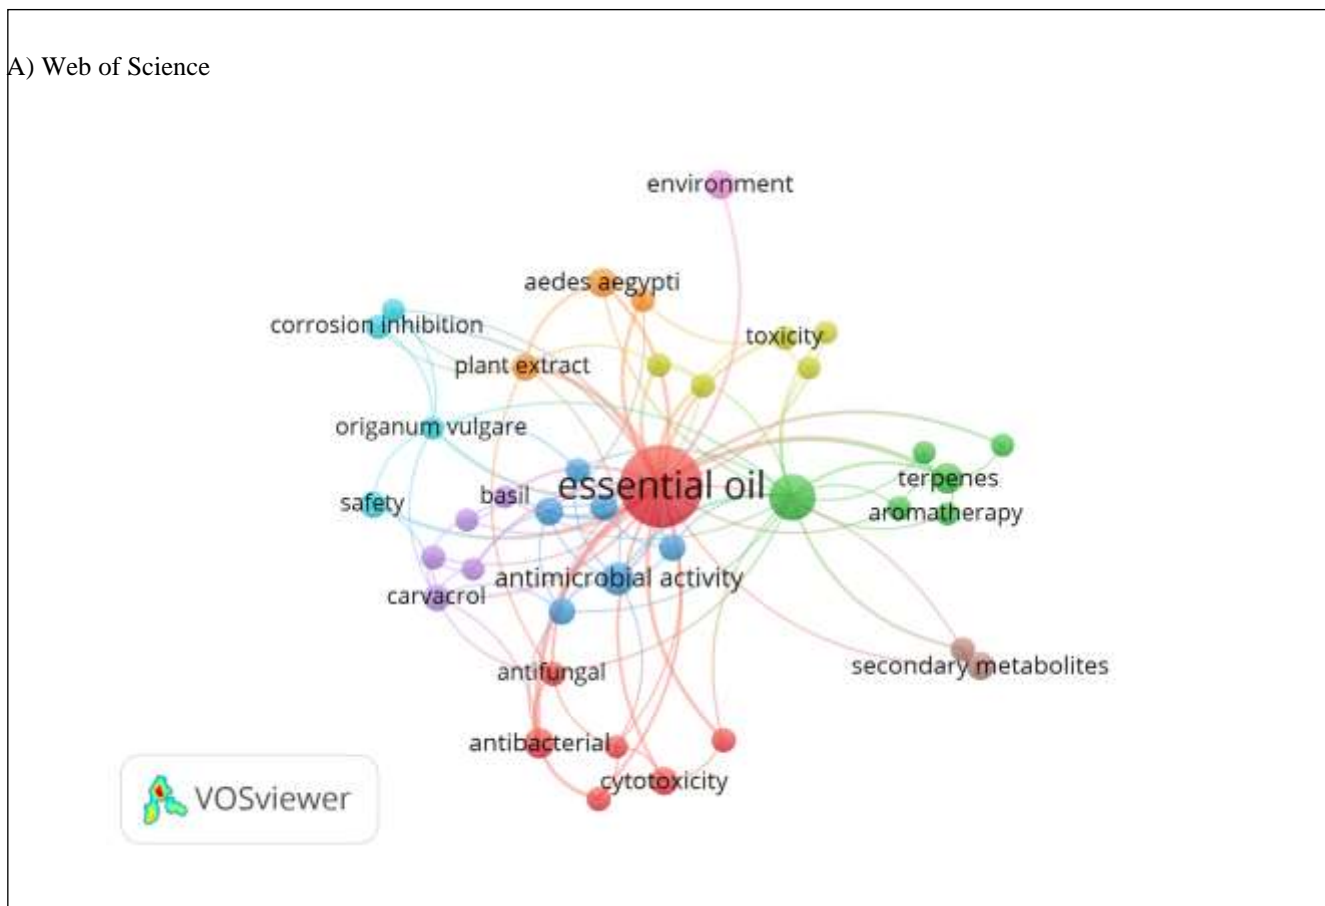 A) Web of Science
environment
aedes aegypti
corrosion inhibition
toxicity
plant extract
origanum vulgare
essential oil
terpenes
basil
safety
aromatherapy
antimicrobial activity
carvacrol
secondary metabolites
antifungal
antibacterial
cytotoxicity
VOSviewer